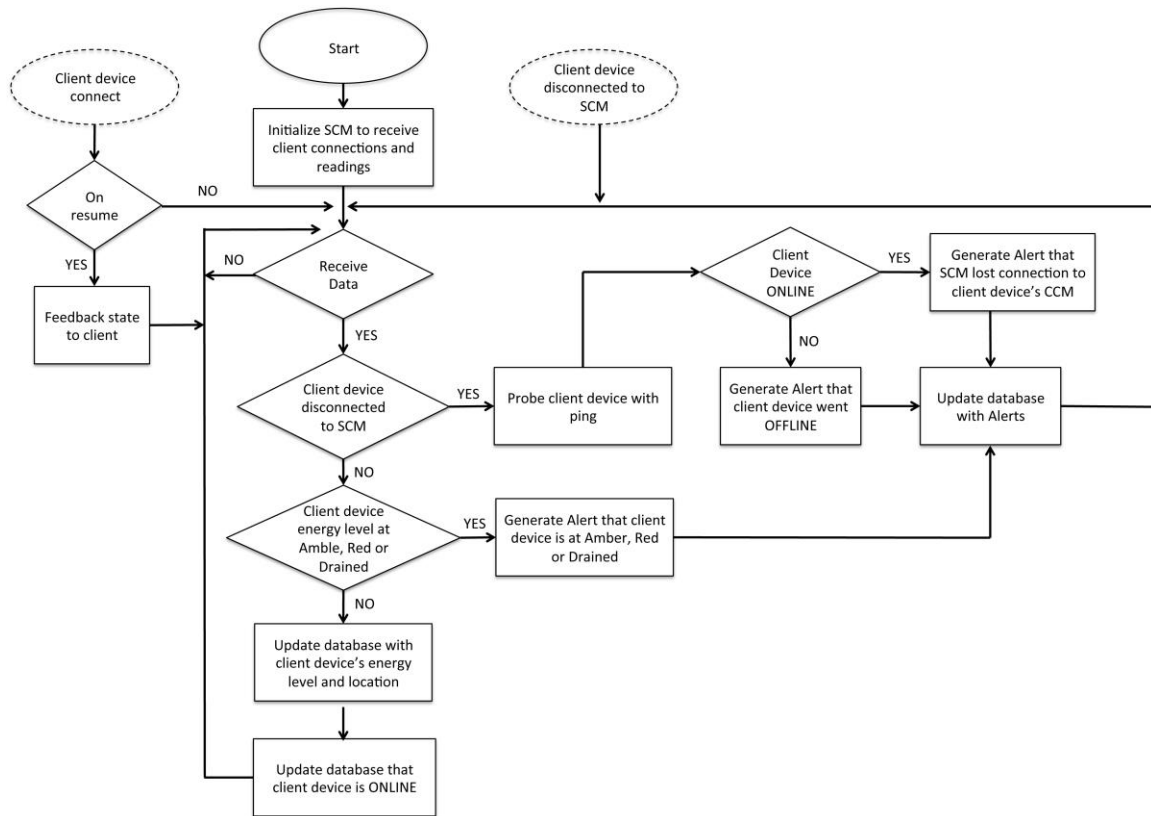 Start
Client device
connect
Client device
disconnected to
SCM
Initialize SCM to receive
client connections and
readings
On
resume
NO
YES
Feedback state
to client
Receive
Data
NO
YES
Client device
disconnected
to SCM
YES
NO
Probe client device with
ping
Client
Device
ONLINE
YES
NO
Generate Alert that
SCM lost connection to
client device's CCM
Generate Alert that
client device went
OFFLINE
Update database
with Alerts
Client device
energy level at
Amble, Red or
Drained
YES
NO
Generate Alert that client
device is at Amber, Red
or Drained
Update database with
client device's energy
level and location
Update database that
client device is ONLINE